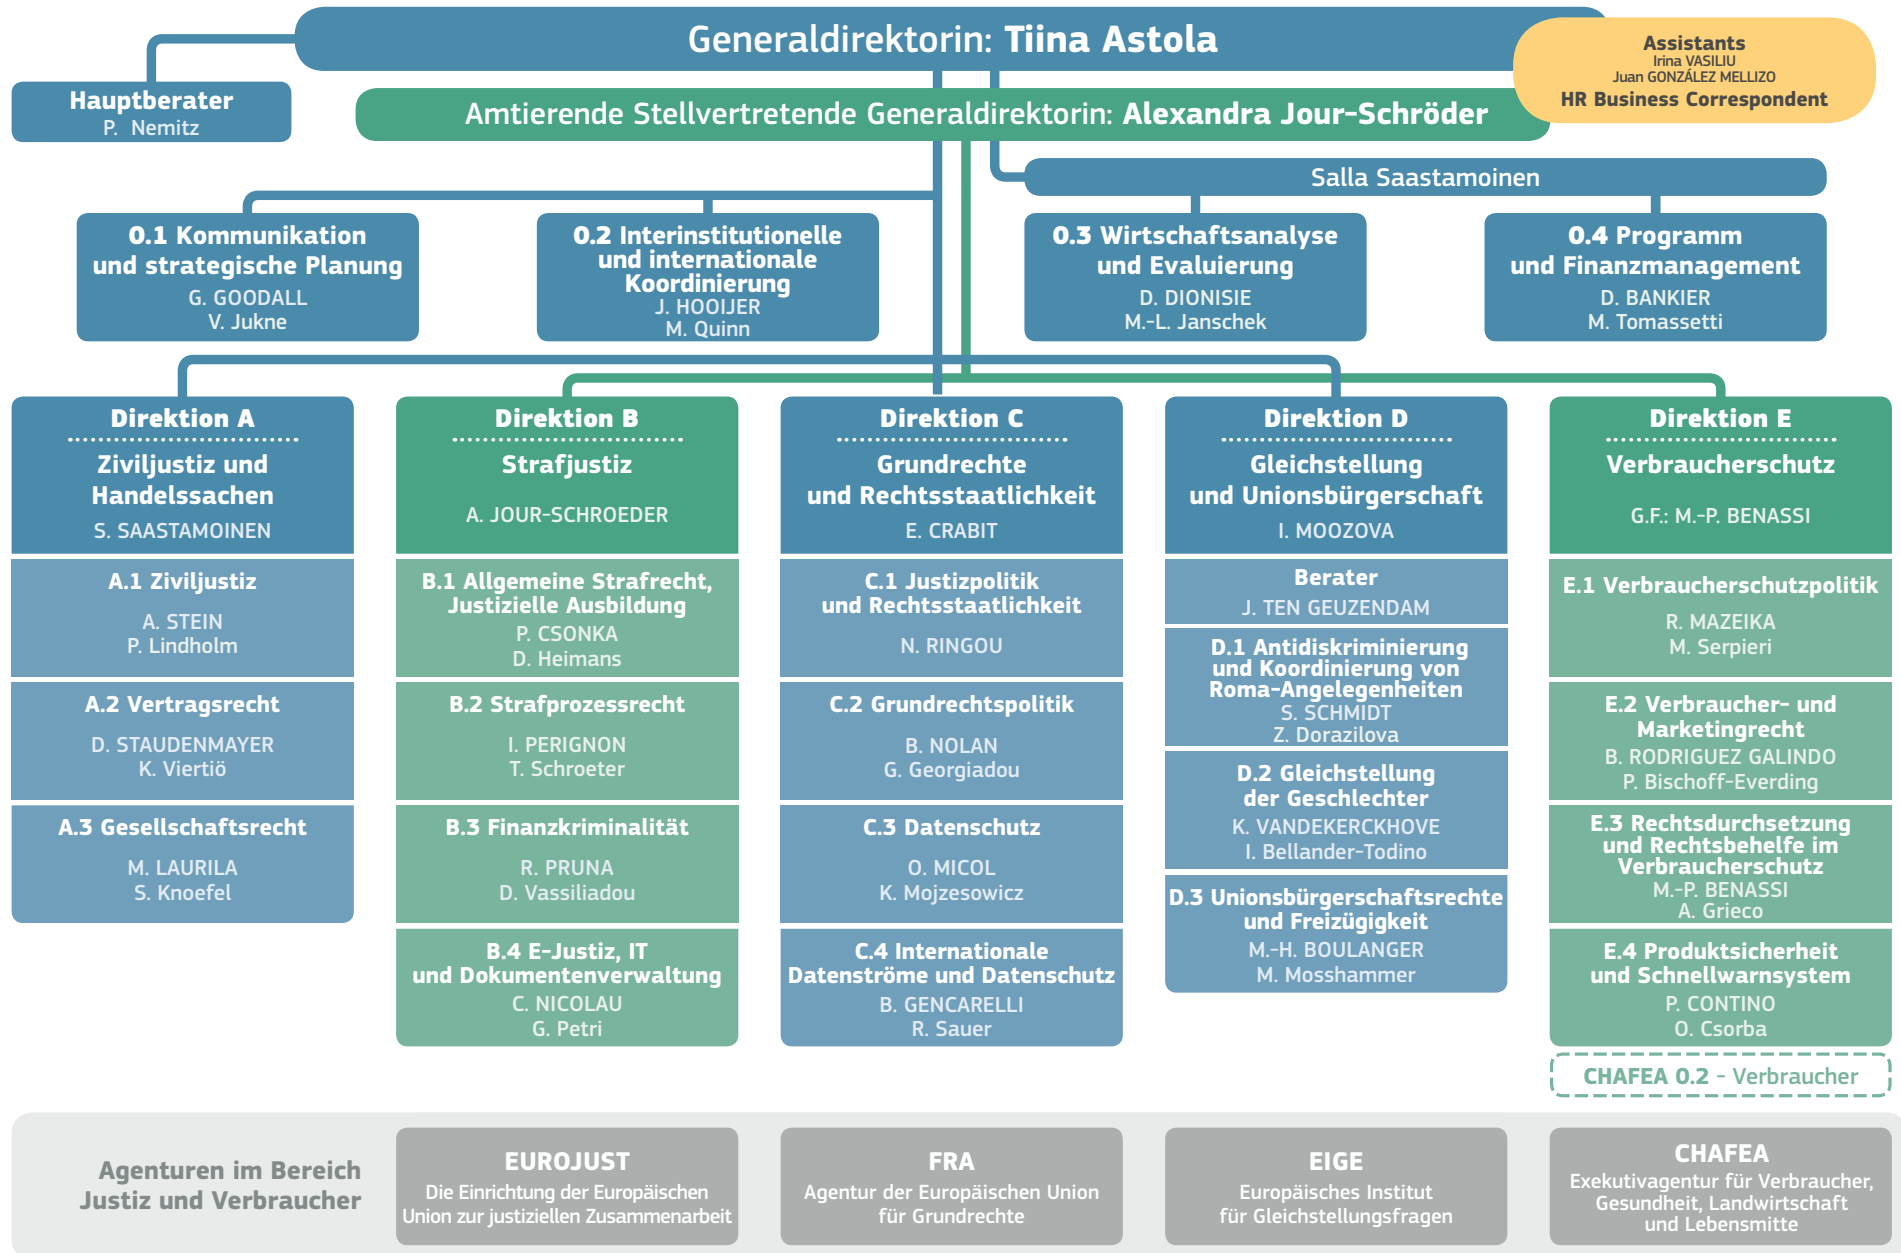 Generaldirektorin: Tiina Astola
Assistants
Irina VASILIU
Juan GONZÁLEZ MELLIZO
HR Business Correspondent
Hauptberater
P. Nemitz
Amtierende Stellvertretende Generaldirektorin: Alexandra Jour-Schröder
Salla Saastamoinen
0.1 Kommunikation
und strategische Planung
G. GOODALL
V. Jukne
0.2 Interinstitutionelle
und internationale
Koordinierung
J. HOOIJER
M. Quinn
0.3 Wirtschaftsanalyse
und Evaluierung
D. DIONISIE
M.-L. Janschek
0.4 Programm
und Finanzmanagement
D. BANKIER
M. Tomassetti
Direktion A
Ziviljustiz und
Handelssachen
S. SAASTAMOINEN
A.1 Ziviljustiz
A. STEIN
P. Lindholm
A.2 Vertragsrecht
D. STAUDENMAYER
K. Viertiö
A.3 Gesellschaftsrecht
M. LAURILA
S. Knoefel
Direktion B
Strafjustiz
A. JOUR-SCHROEDER
B.1 Allgemeine Strafrecht,
Justizielle Ausbildung
P. CSONKA
D. Heimans
B.2 Strafprozessrecht
I. PERIGNON
T. Schroeter
B.3 Finanzkriminalität
R. PRUNA
D. Vassiliadou
B.4 E-Justiz, IT
und Dokumentenverwaltung
C. NICOLAU
G. Petri
Direktion C
Grundrechte
und Rechtsstaatlichkeit
E. CRABIT
C.1 Justizpolitik
und Rechtsstaatlichkeit
N. RINGOU
C.2 Grundrechtspolitik
B. NOLAN
G. Georgiadou
C.3 Datenschutz
O. MICOL
K. Mojzesowicz
C.4 Internationale
Datenströme und Datenschutz
B. GENCARELLI
R. Sauer
Direktion D
Gleichstellung
und Unionsbürgerschaft
I. MOOZOVA
Berater
J. TEN GEUZENDAM
D.1 Antidiskriminierung
und Koordinierung von
Roma-Angelegenheiten
S. SCHMIDT
Z. Dorazilova
D.2 Gleichstellung
der Geschlechter
K. VANDEKERCKHOVE
I. Bellander-Todino
D.3 Unionsbürgerschaftsrechte
und Freizügigkeit
M.-H. BOULANGER
M. Mosshammer
Direktion E
Verbraucherschutz
G.F.: M.-P. BENASSI
E.1 Verbraucherschutzpolitik
R. MAZEIKA
M. Serpieri
E.2 Verbraucher- und
Marketingrecht
B. RODRIGUEZ GALINDO
P. Bischoff-Everding
E.3 Rechtsdurchsetzung
und Rechtsbehelfe im
Verbraucherschutz
M.-P. BENASSI
A. Grieco
E.4 Produktsicherheit
und Schnellwarnsystem
P. CONTINO
O. Csorba
CHAFEA 0.2 - Verbraucher
Agenturen im Bereich
Justiz und Verbraucher
EUROJUST
Die Einrichtung der Europäischen
Union zur justiziellen Zusammenarbeit
FRA
Agentur der Europäischen Union
für Grundrechte
EIGE
Europäisches Institut
für Gleichstellungsfragen
CHAFEA
Exekutivagentur für Verbraucher,
Gesundheit, Landwirtschaft
und Lebensmitte